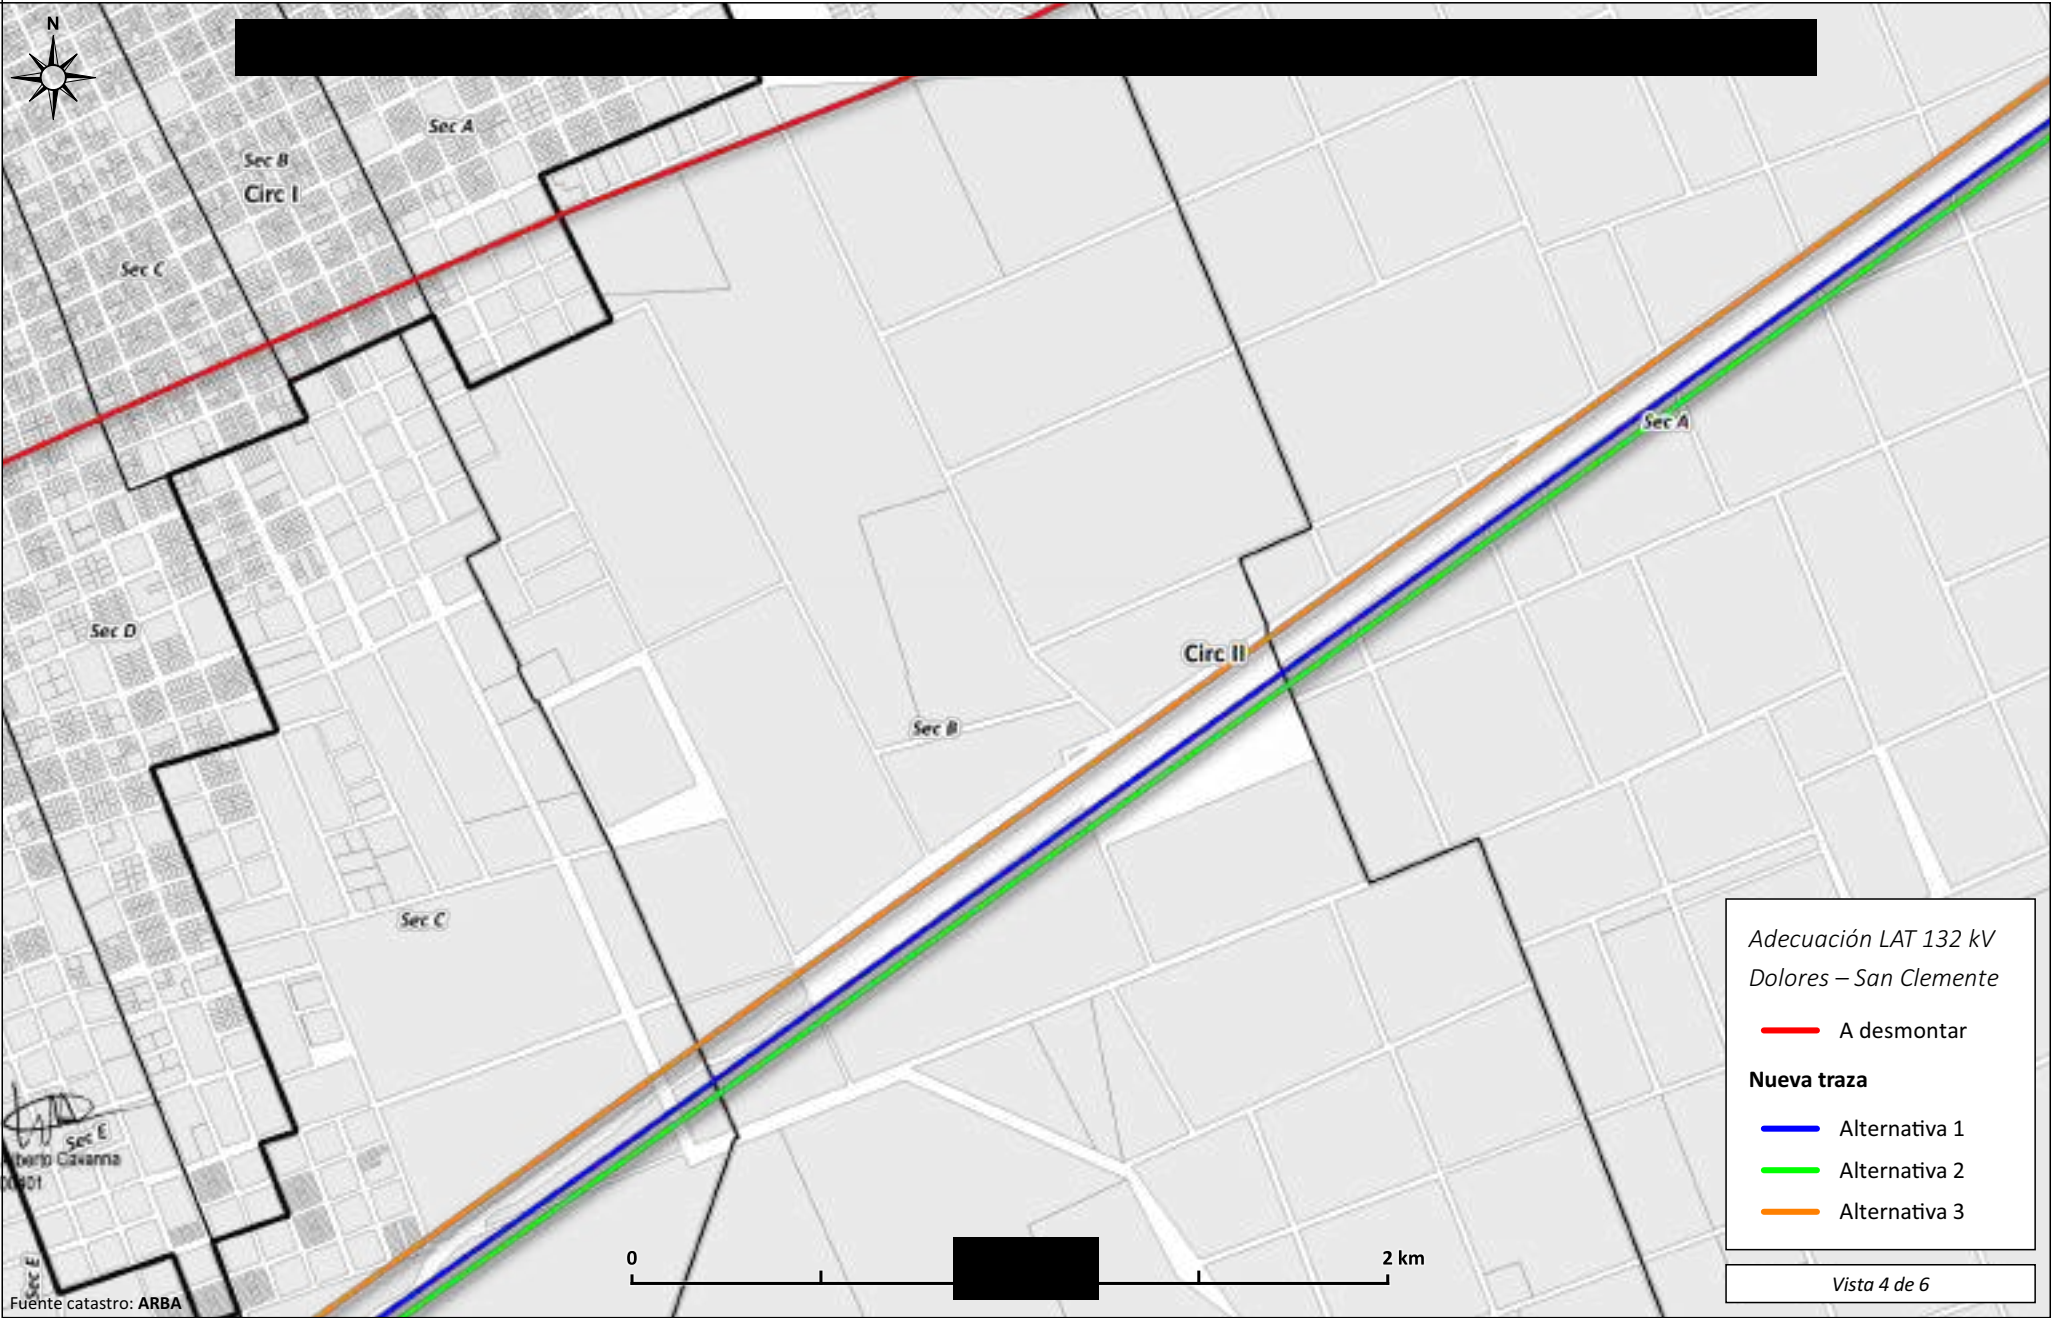 N
Sec A
Sec B
Circ I
Sec C
Sec A
Sec D
Circ II
Sec B
Sec C
Adecuación LAT 132 kV
Dolores – San Clemente
A desmontar
Nueva traza
Alternativa 1
Alternativa 2
Alternativa 3
Sec E
Cavanna
Sec E
0
2 km
Vista 4 de 6
Fuente catastro: ARBA